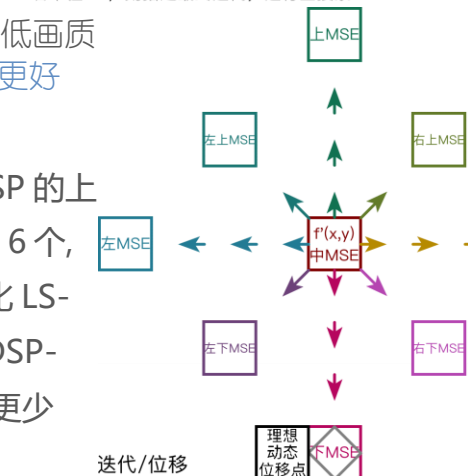 低画质
更好
SP 的上
6 个,
化 LS-
DSP-
更少
上MSE
左上MSE
右上MSE
左MSE
f'(x,y)
中MSE
左下MSE
右下MSE
理想
动态
位移点
下MSE
迭代/位移